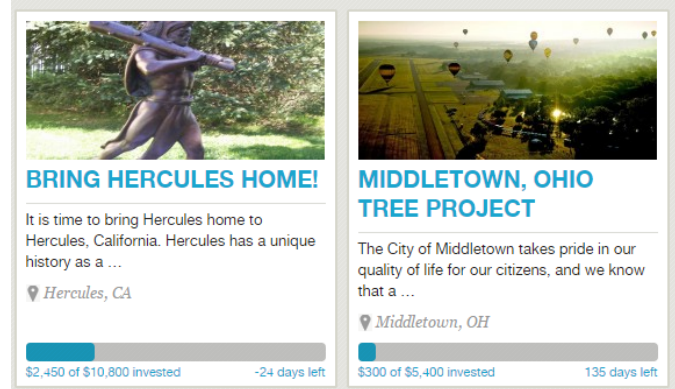 BRING HERCULES HOME!
It is time to bring Hercules home to
Hercules, California. Hercules has a unique
history as a ...
Hercules, CA
$2,450 of $10,800 invested
-24 days left
MIDDLETOWN, OHIO
TREE PROJECT
The City of Middletown takes pride in our
quality of life for our citizens, and we know
that a ...
Middletown, OH
$300 of $5,400 invested
135 days left